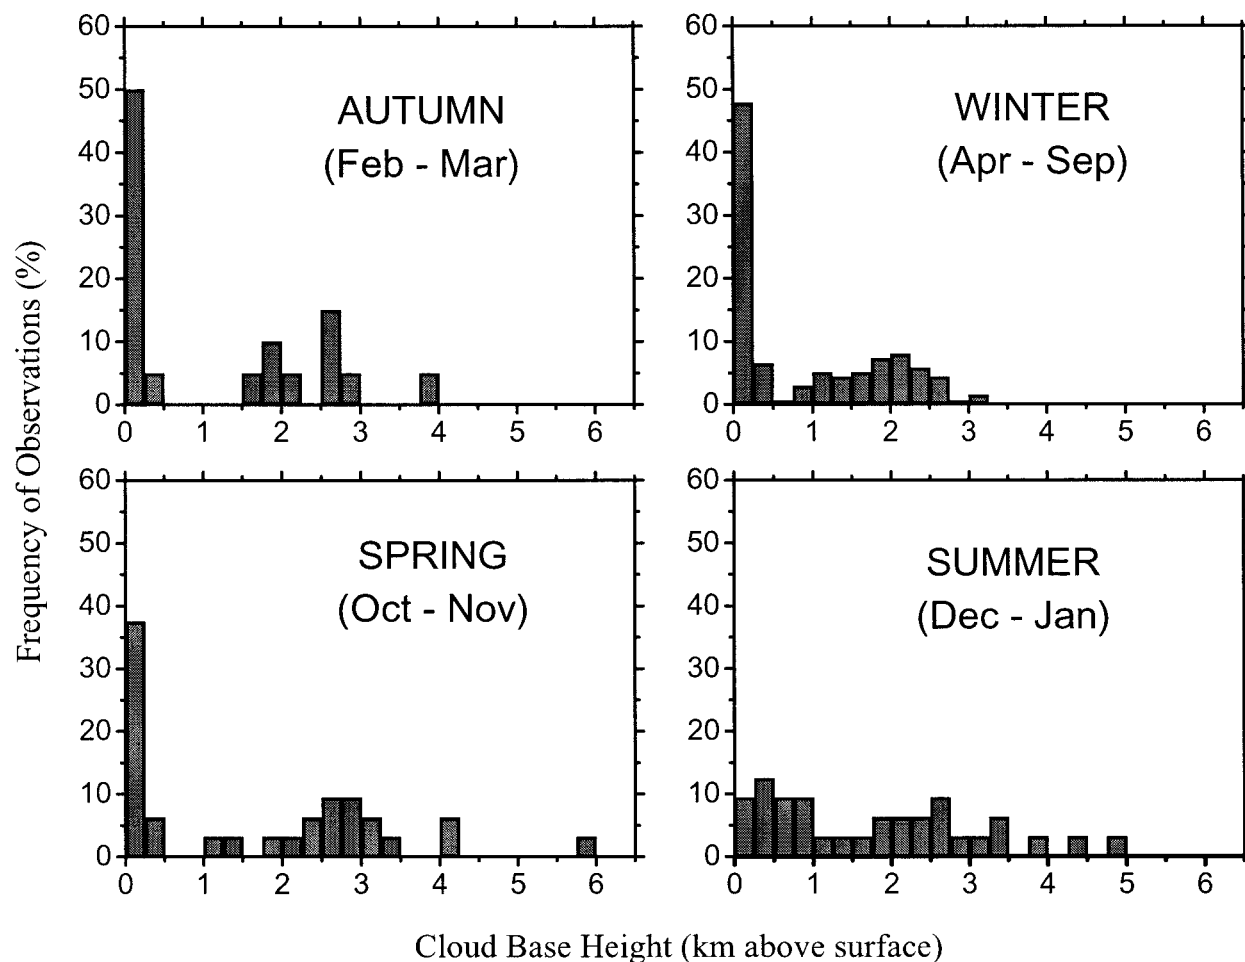 60
50
40
30
20
10
0
0 1 2 3 4 5 6
AUTUMN
(Feb - Mar)
60
50
40
30
20
10
0
0 1 2 3 4 5 6
WINTER
(Apr - Sep)
Frequency of Observations (%)
60
50
40
30
20
10
0
0 1 2 3 4 5 6
SPRING
(Oct - Nov)
60
50
40
30
20
10
0
0 1 2 3 4 5 6
SUMMER
(Dec - Jan)
Cloud Base Height (km above surface)